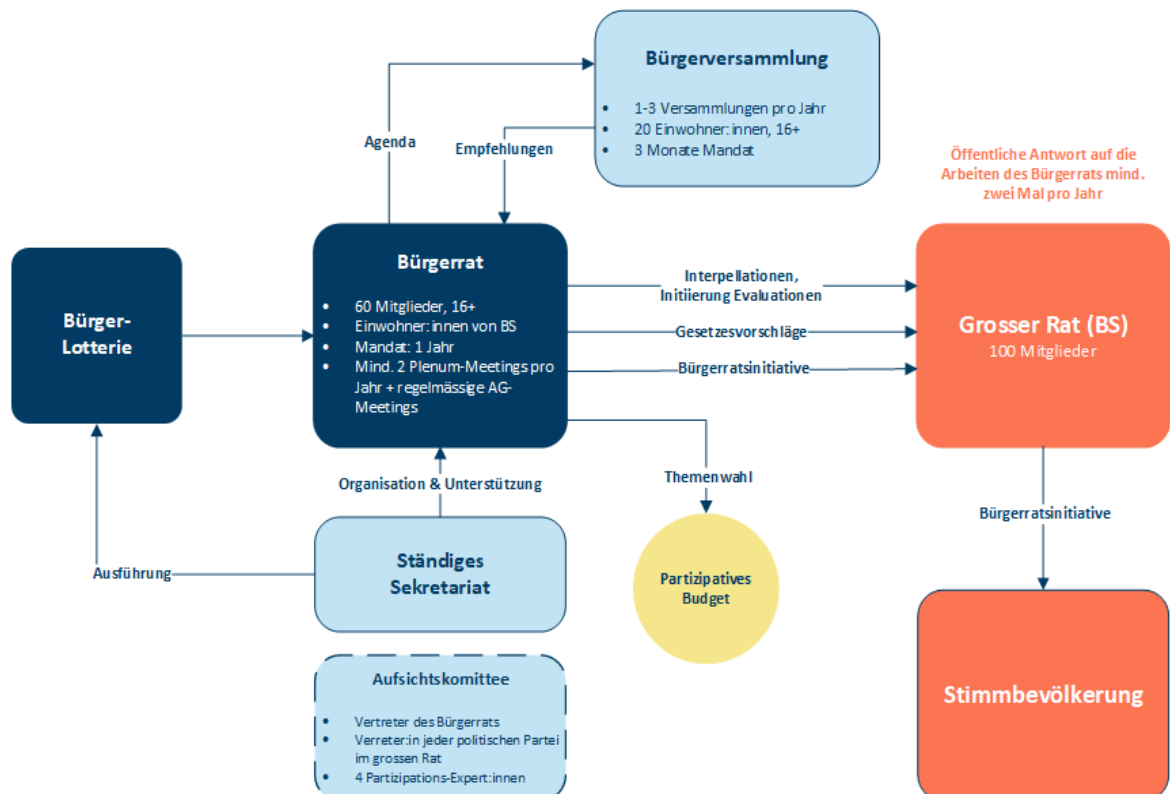 Bürgerversammlung
• 1-3 Versammlungen pro Jahr
• 20 Einwohner:innen, 16+
• 3 Monate Mandat
Agenda
Empfehlungen
Öffentliche Antwort auf die
Arbeiten des Bürgerrats mind.
zwei Mal pro Jahr
Bürger-
Lotterie
Bürgerrat
• 60 Mitglieder, 16+
• Einwohner:innen von BS
• Mandat: 1 Jahr
• Mind. 2 Plenum-Meetings pro
Jahr + regelmässige AG-
Meetings
Interpellationen,
Initiierung Evaluationen
Gesetzesvorschläge
Bürgerratsinitiative
Grosser Rat (BS)
100 Mitglieder
Organisation & Unterstützung
Themenwahl
Bürgerratsinitiative
Ausführung
Ständiges
Sekretariat
Partizipatives
Budget
Stimmbevölkerung
Aufsichtskomittee
• Vertreter des Bürgerrats
• Verreter:in jeder politischen Partei
im grossen Rat
• 4 Partizipations-Expert:innen